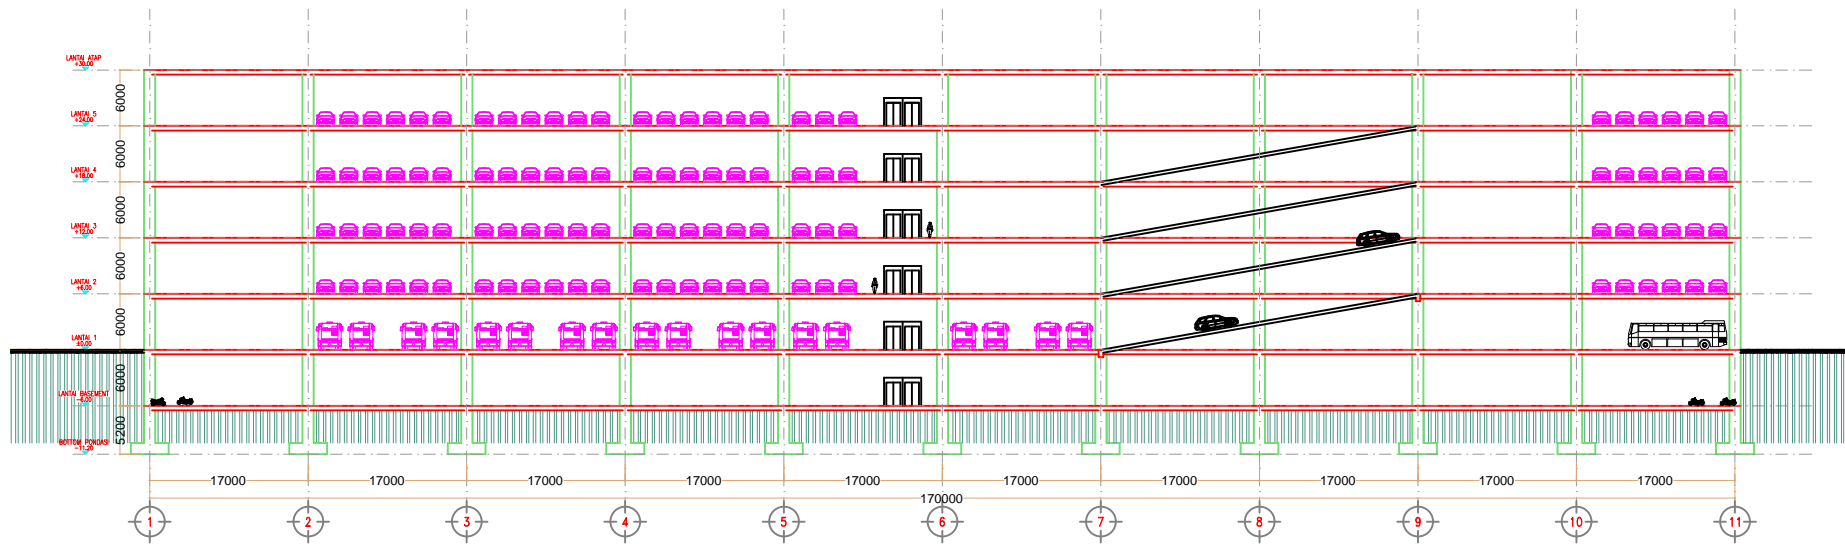 LANTAI ATAP
+30.00
6000
LANTAI 5
+24.00
6000
LANTAI 4
+18.00
6000
LANTAI 3
+12.00
6000
LANTAI 2
+6.00
6000
LANTAI 1
±0.00
6000
LANTAI BASEMENT
-6.00
5200
BOTTOM PONDASI
-11.20
17000 17000 17000 17000 17000 17000 17000 17000 17000 17000
170000
1 2 3 4 5 6 7 8 9 10 11